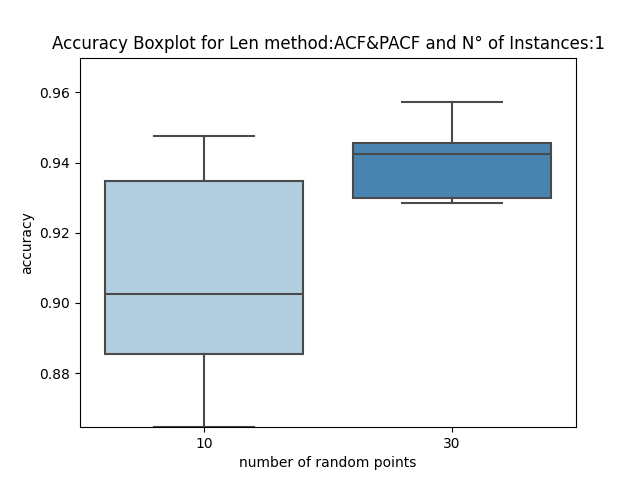 Accuracy Boxplot for Len method:ACF&PACF and N° of Instances:1
0.96
0.94
0.92
0.90
0.88
accuracy
10
30
number of random points